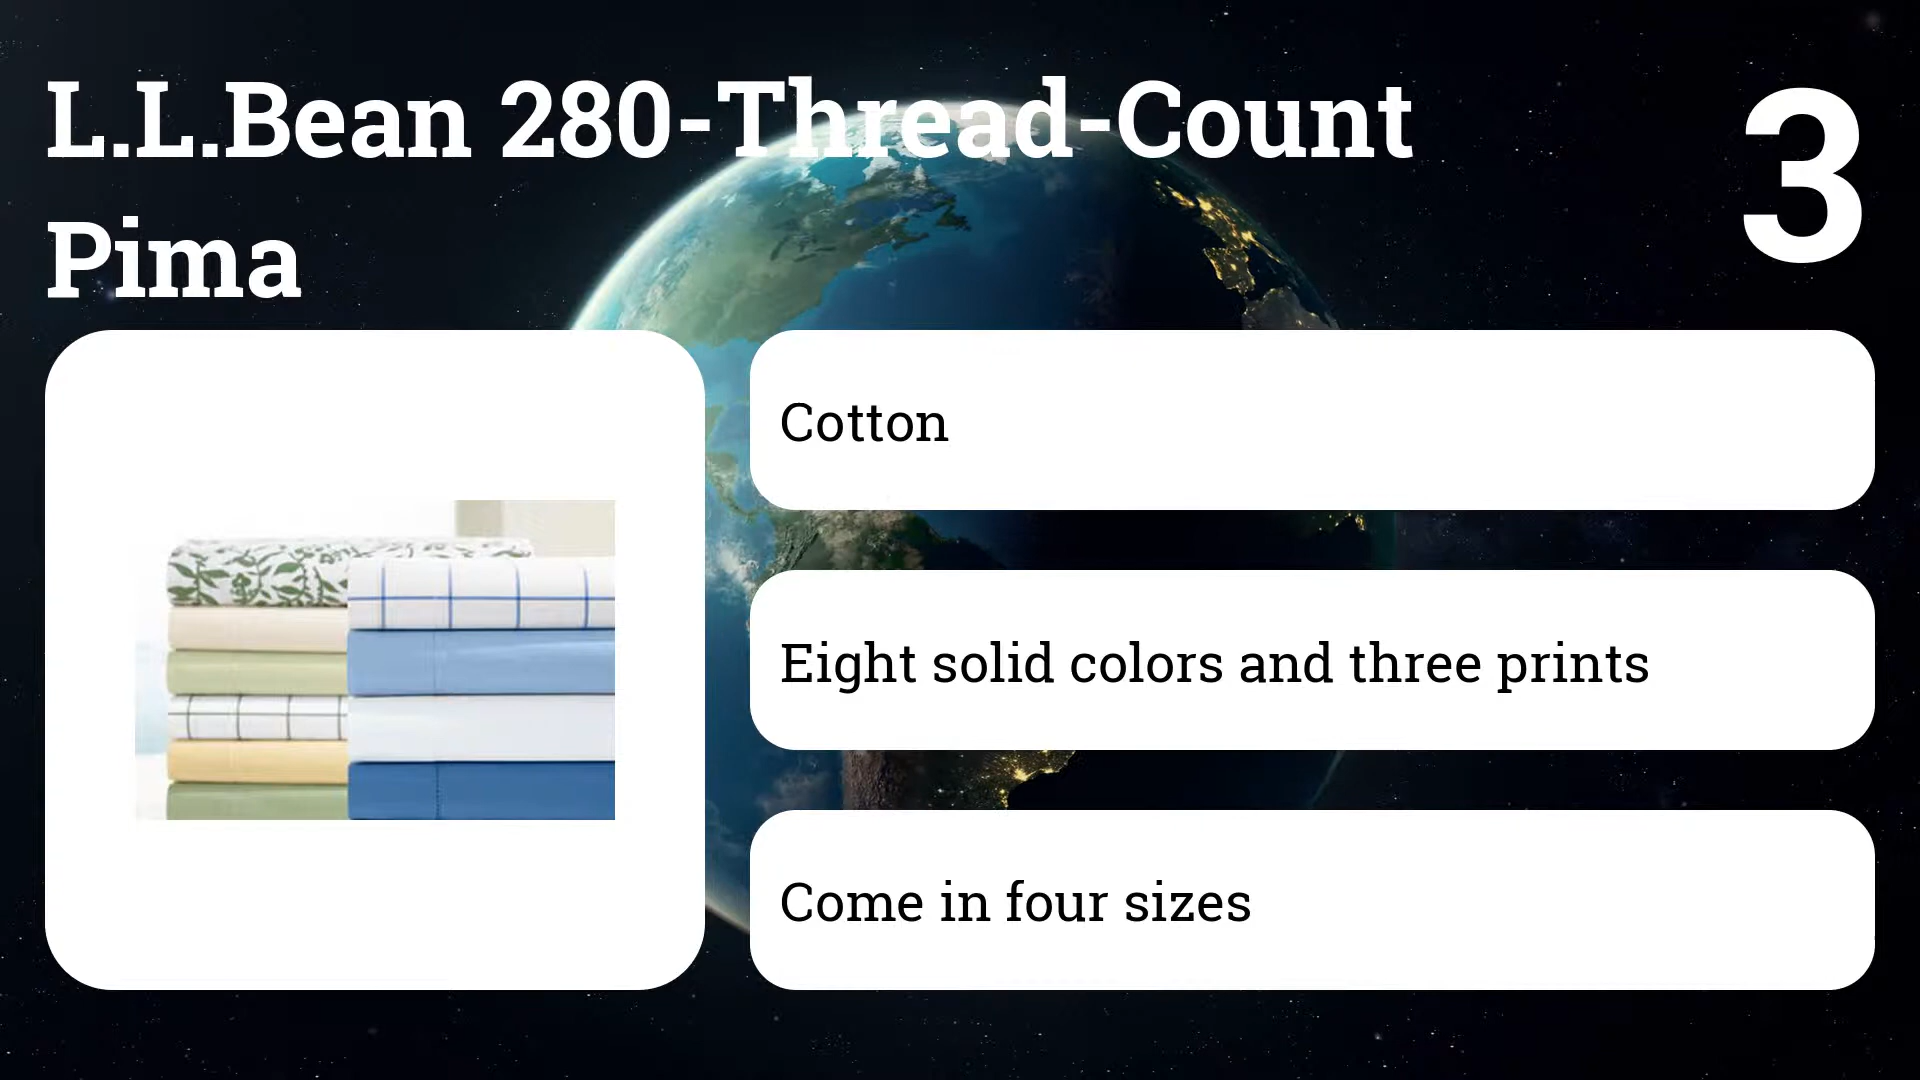 L.L.Bean 280-Thread-Count
Pima
3
Cotton
Eight solid colors and three prints
Come in four sizes